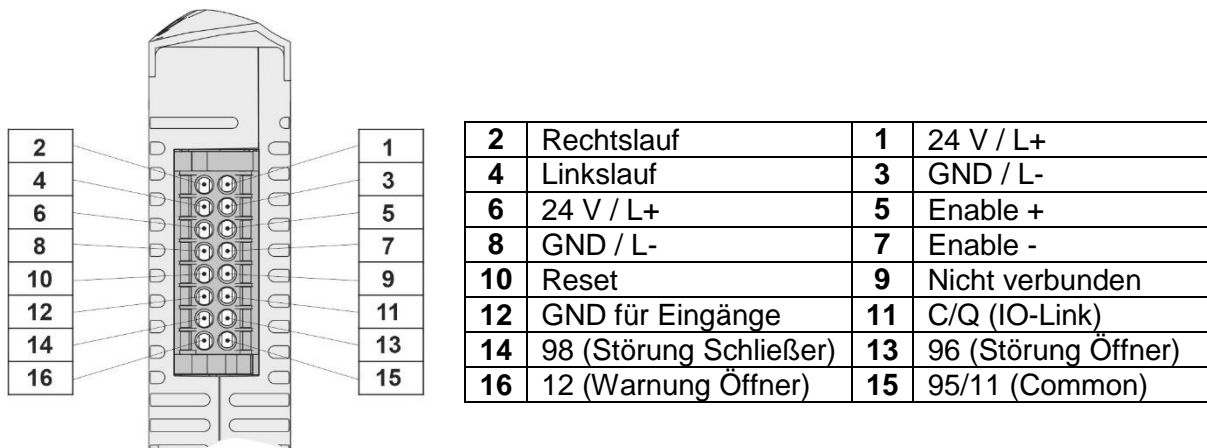 2 1
4 3
6 5
8 7
10 9
12 11
14 13
16 15
2 Rechtslauf 1 24 V / L+
4 Linkslauf 3 GND / L-
6 24 V / L+ 5 Enable +
8 GND / L- 7 Enable -
10 Reset 9 Nicht verbunden
12 GND für Eingänge 11 C/Q (IO-Link)
14 98 (Störung Schließer) 13 96 (Störung Öffner)
16 12 (Warnung Öffner) 15 95/11 (Common)